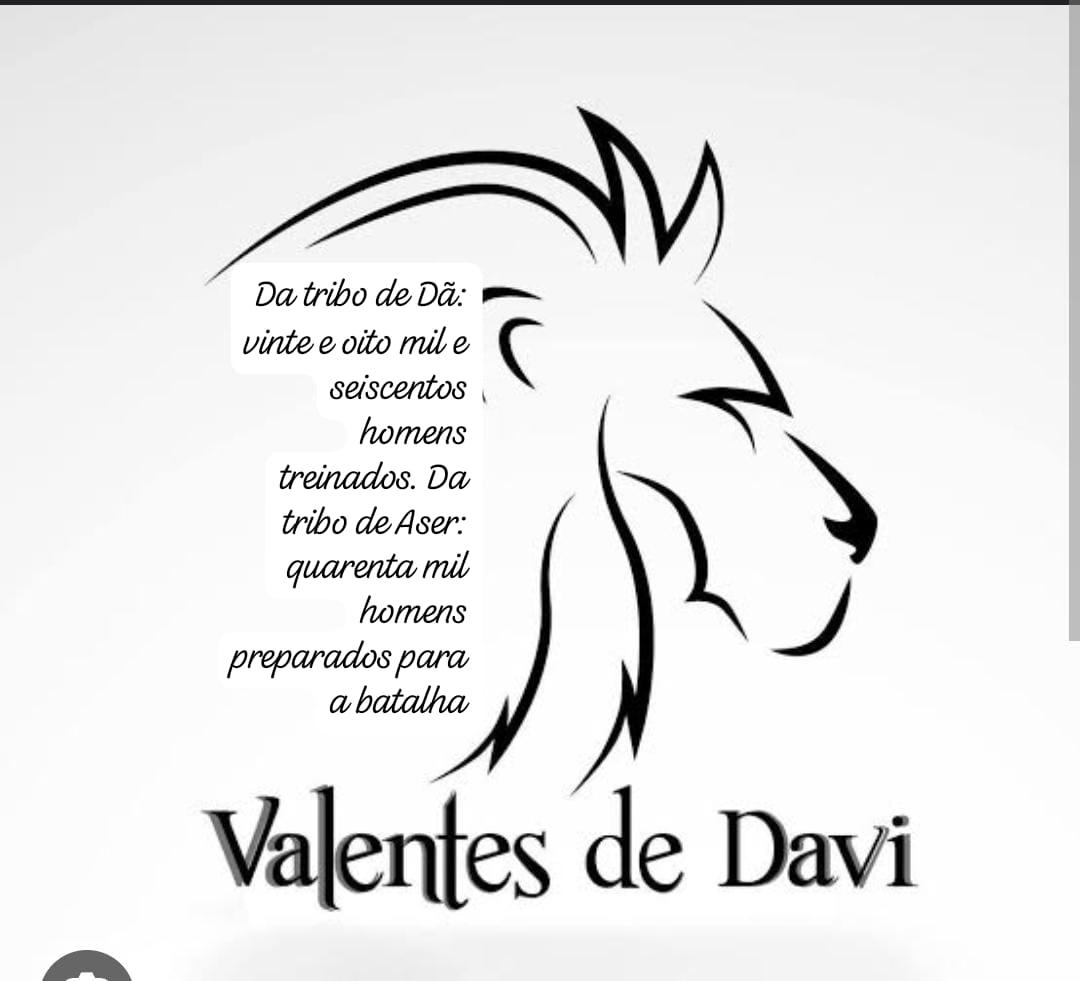 Da tribo de Dã:
vinte e oito mil e
seiscentos
homens
treinados. Da
tribo de Aser:
quarenta mil
homens
preparados para
a batalha
Valentes de Davi